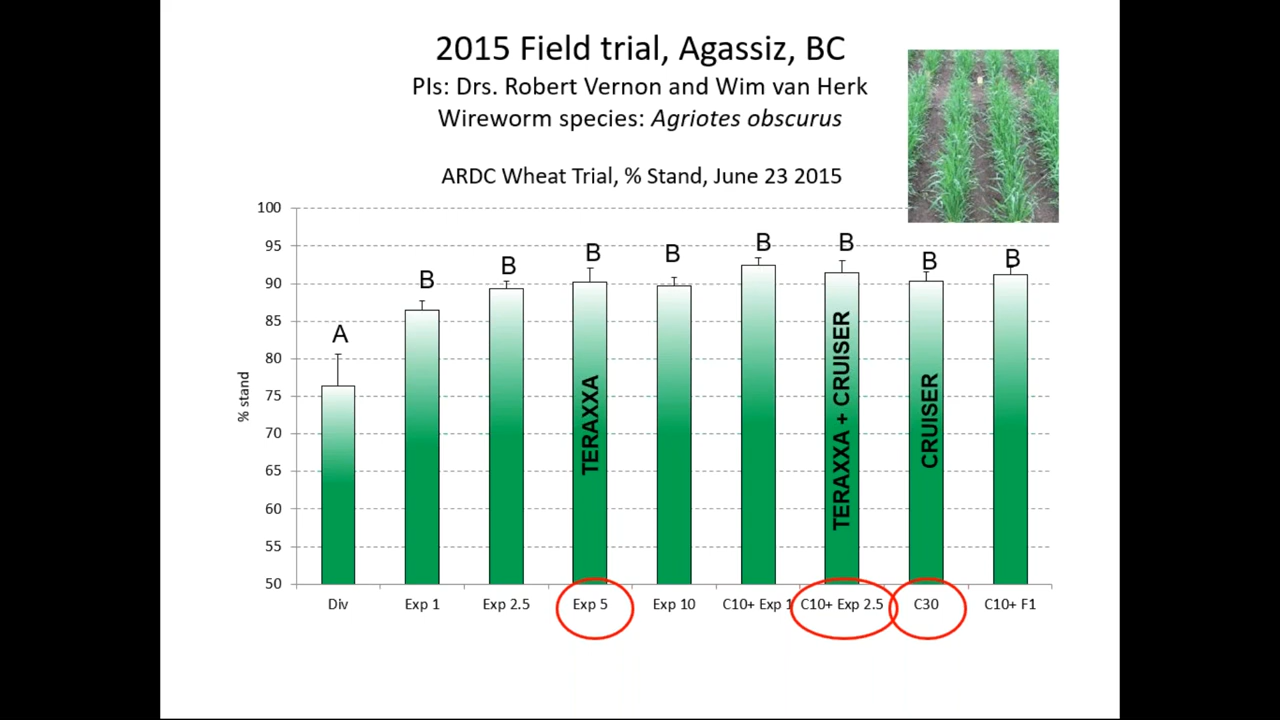 2015 Field trial, Agassiz, BC
PIs: Drs. Robert Vernon and Wim van Herk
Wireworm species: Agriotes obscurus
ARDC Wheat Trial, % Stand, June 23 2015
% stand
100
95
90
85
80
75
70
65
60
55
50
A
B
B
B
B
B
B
B
B
TERAXXA
TERAXXA + CRUISER
CRUISER
Div
Exp 1
Exp 2.5
Exp 5
Exp 10
C10+ Exp 1
C10+ Exp 2.5
C30
C10+ F1